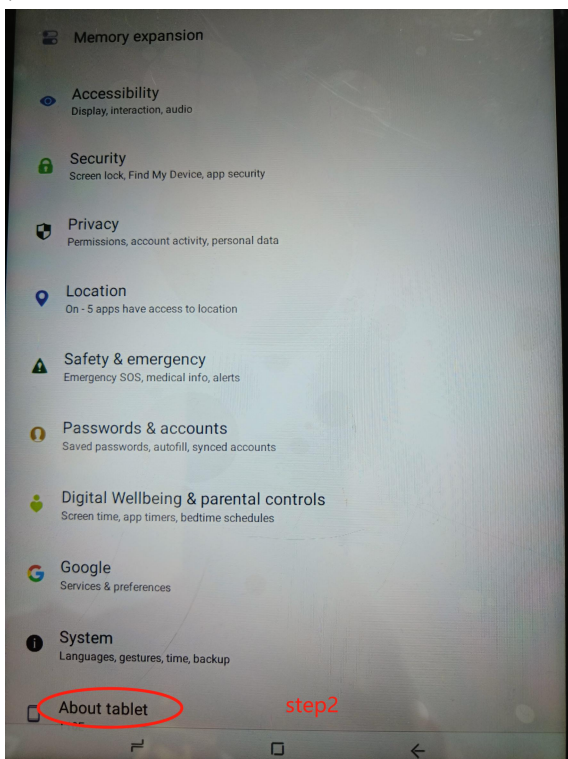 Memory expansion
Accessibility
Display, interaction, audio
Security
Screen lock, Find My Device, app security
Privacy
Permissions, account activity, personal data
Location
On - 5 apps have access to location
Safety & emergency
Emergency SOS, medical info, alerts
Passwords & accounts
Saved passwords, autofill, synced accounts
Digital Wellbeing & parental controls
Screen time, app timers, bedtime schedules
Google
Services & preferences
System
Languages, gestures, time, backup
About tablet
step2